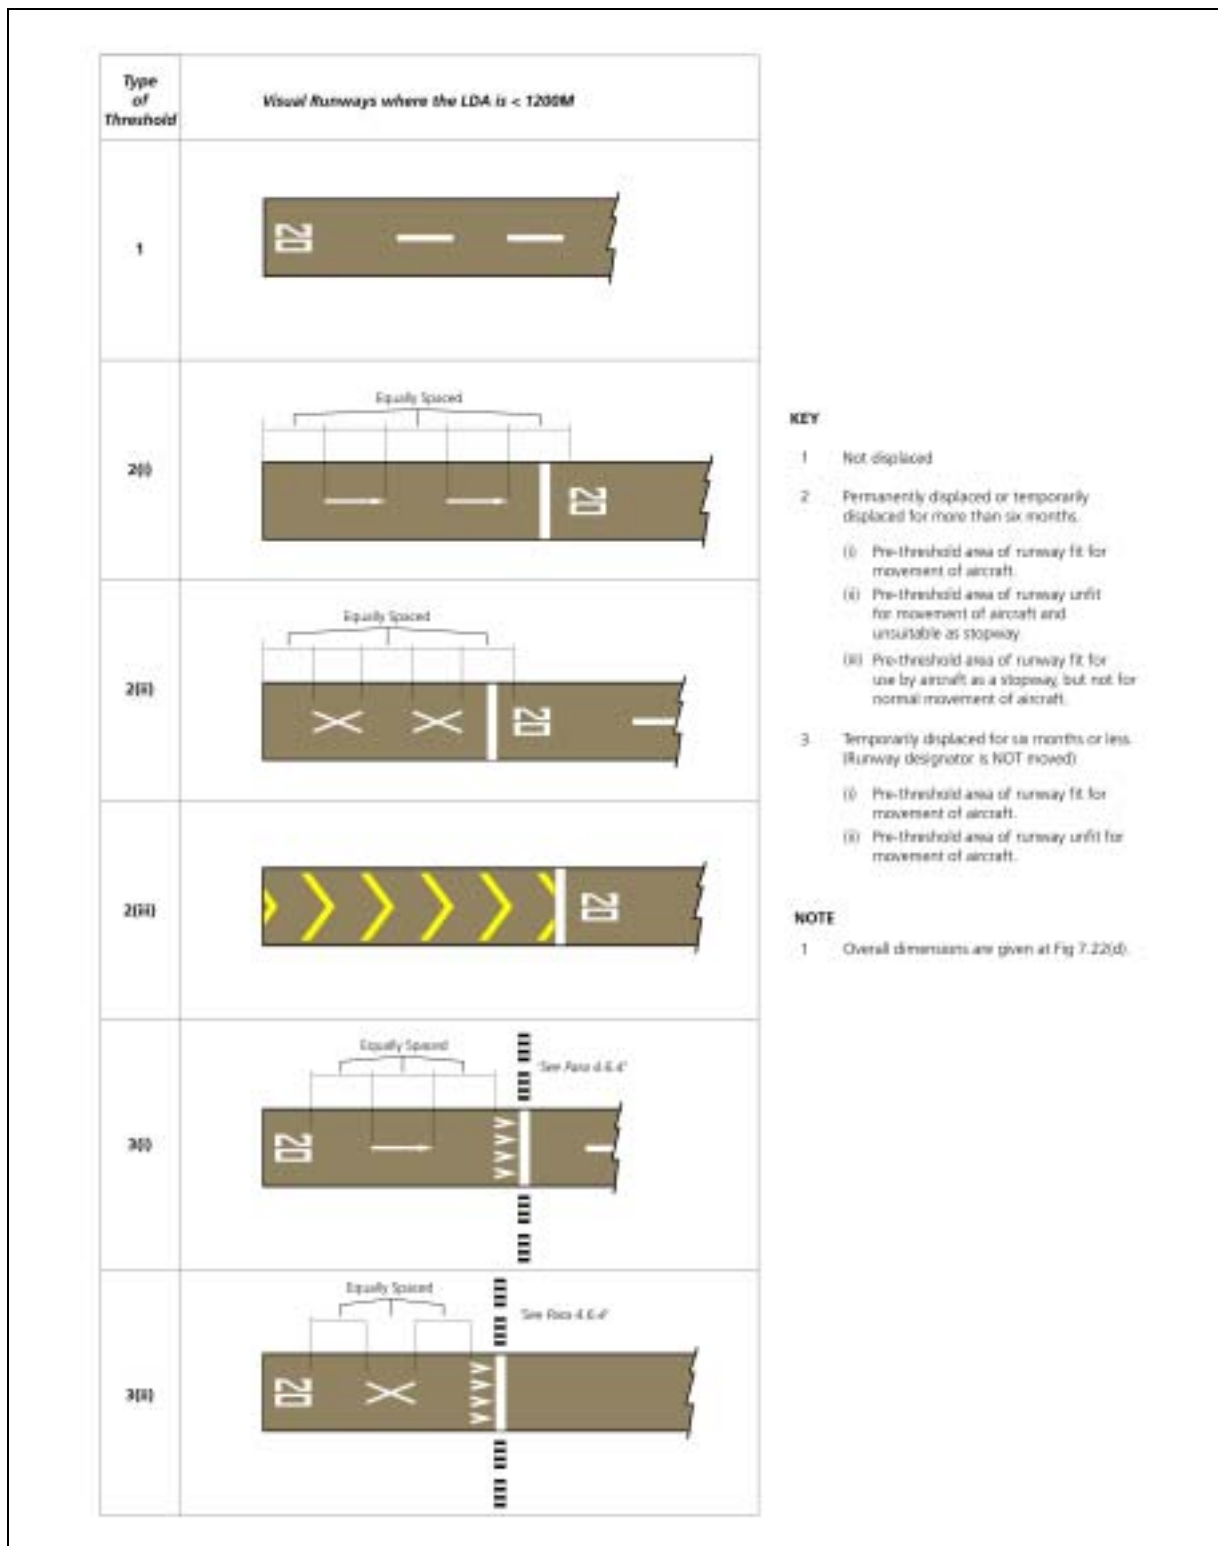 Type
of
Threshold
Visual Runways where the LDA is < 1200M
1
20
2(i)
Equally Spaced
20
2(ii)
Equally Spaced
20
2(iii)
20
3(i)
Equally Spaced
'See Para 4.6.4'
20
3(ii)
Equally Spaced
'See Para 4.6.4'
20
KEY
1 Not displaced
2 Permanently displaced or temporarily
displaced for more than six months.
(i) Pre-threshold area of runway fit for
movement of aircraft.
(ii) Pre-threshold area of runway unfit
for movement of aircraft and
unsuitable as stopway
(iii) Pre-threshold area of runway fit for
use by aircraft as a stopway, but not for
normal movement of aircraft.
3 Temporarily displaced for six months or less.
(Runway designator is NOT moved)
(i) Pre-threshold area of runway fit for
movement of aircraft.
(ii) Pre-threshold area of runway unfit for
movement of aircraft.
NOTE
1 Overall dimensions are given at Fig 7.22(d).